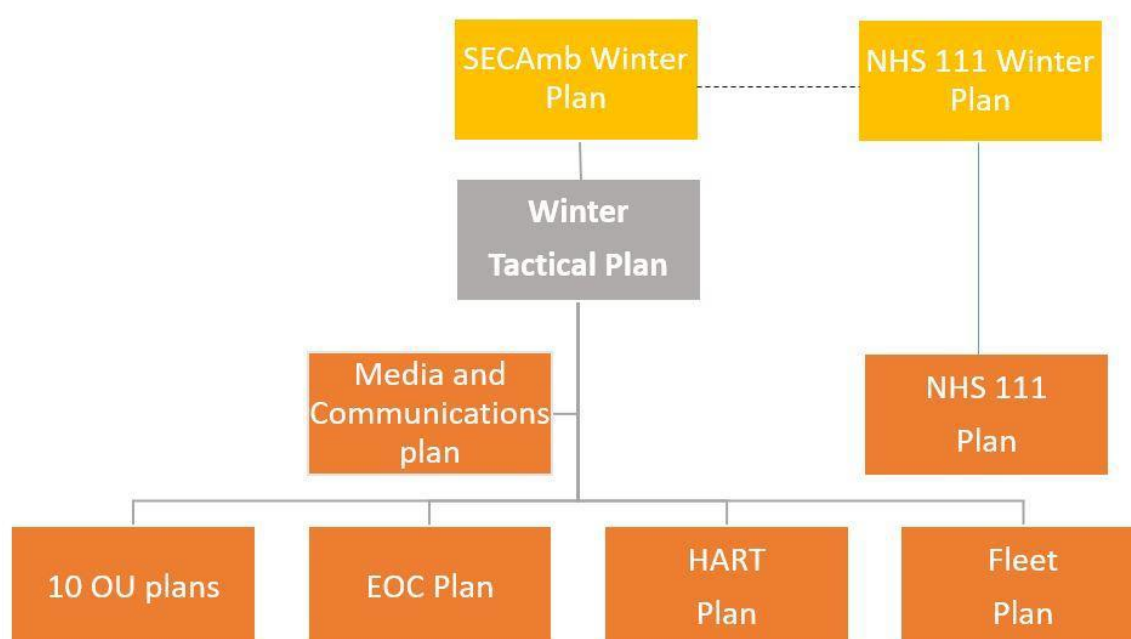 SECAmb Winter
Plan
NHS 111 Winter
Plan
Winter
Tactical Plan
Media and
Communications
plan
NHS 111
Plan
10 OU plans
EOC Plan
HART
Plan
Fleet
Plan